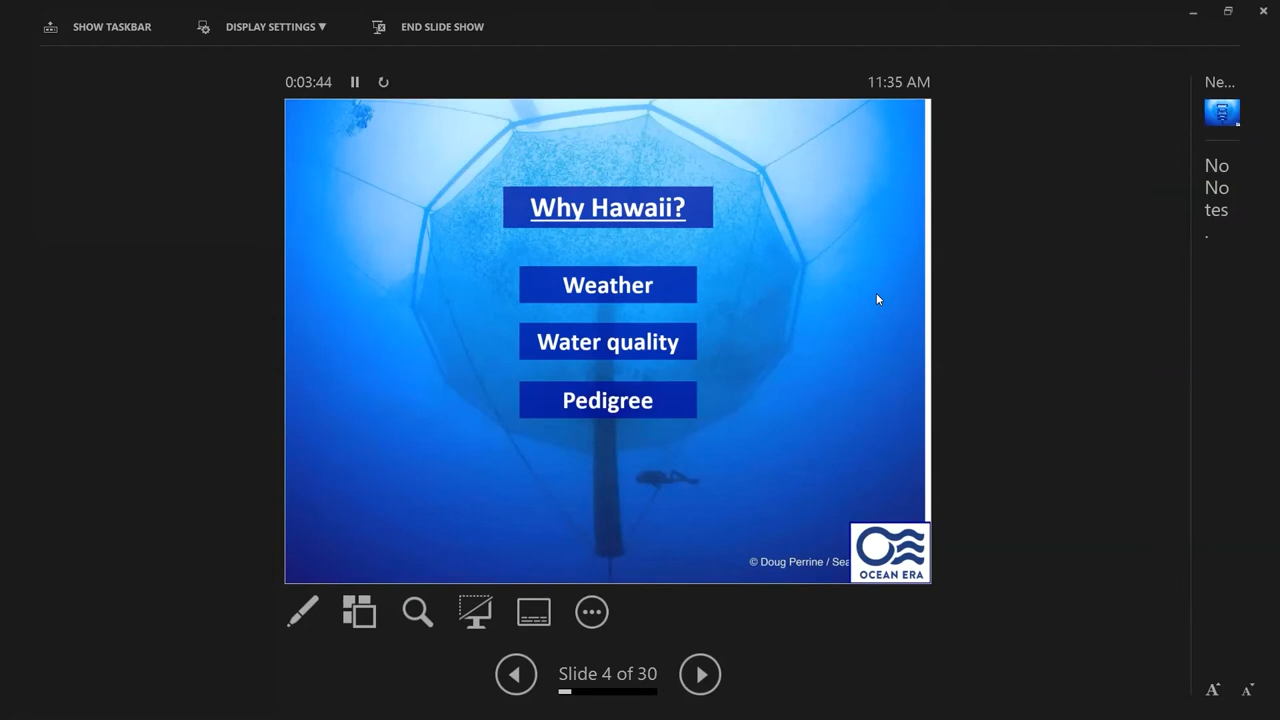 SHOW TASKBAR
DISPLAY SETTINGS ▼
END SLIDE SHOW
0:03:44
11:35 AM
Ne...
Why Hawaii?
Weather
Water quality
Pedigree
No
No
tes
.
© Doug Perrine / Sea
OCEAN ERA
Slide 4 of 30
A
A